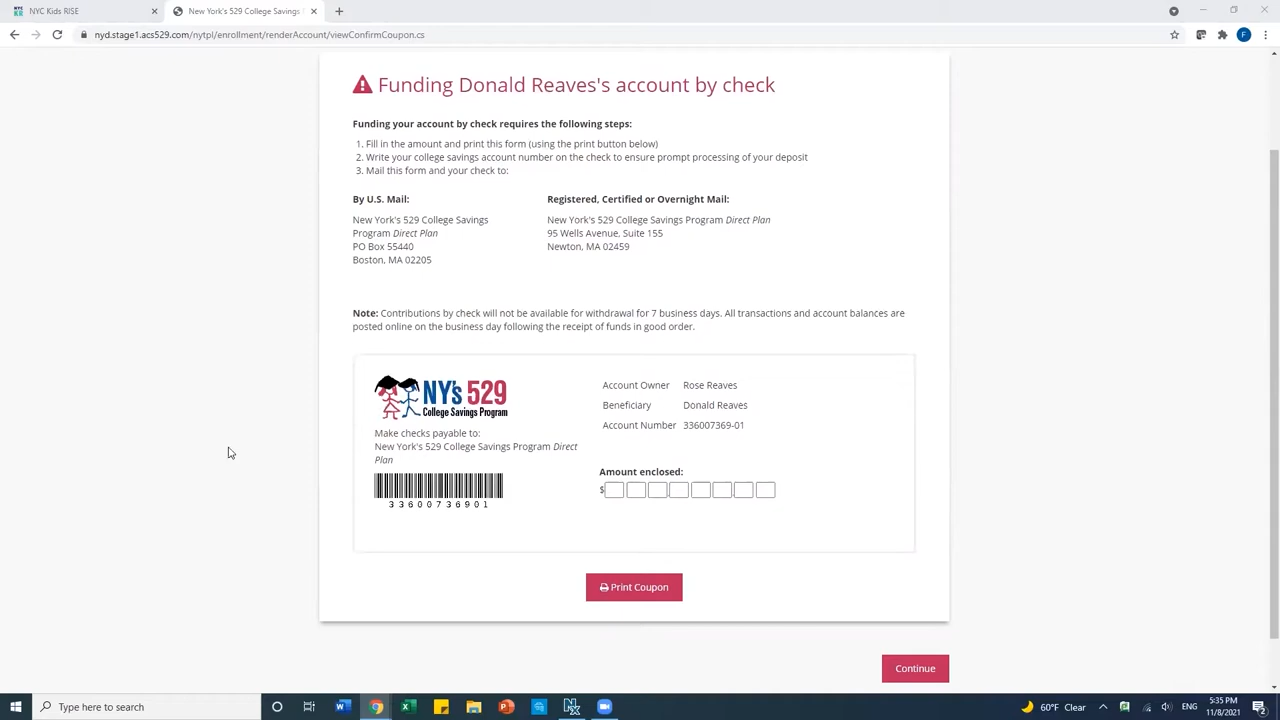 NYC Kids RISE
New York's 529 College Savings
nyd.stage1.acs529.com/nytpl/enrollment/renderAccount/viewConfirmCoupon.cs
F
Funding Donald Reaves's account by check
Funding your account by check requires the following steps:
1. Fill in the amount and print this form (using the print button below)
2. Write your college savings account number on the check to ensure prompt processing of your deposit
3. Mail this form and your check to:
By U.S. Mail:
New York's 529 College Savings
Program Direct Plan
PO Box 55440
Boston, MA 02205
Registered, Certified or Overnight Mail:
New York's 529 College Savings Program Direct Plan
95 Wells Avenue, Suite 155
Newton, MA 02459
Note: Contributions by check will not be available for withdrawal for 7 business days. All transactions and account balances are
posted online on the business day following the receipt of funds in good order.
NY's 529
College Savings Program
Make checks payable to:
New York's 529 College Savings Program Direct
Plan
33600736901
Account Owner Rose Reaves
Beneficiary Donald Reaves
Account Number 336007369-01
Amount enclosed:
$
Print Coupon
Continue
Type here to search
60°F Clear
5:35 PM
11/8/2021
2